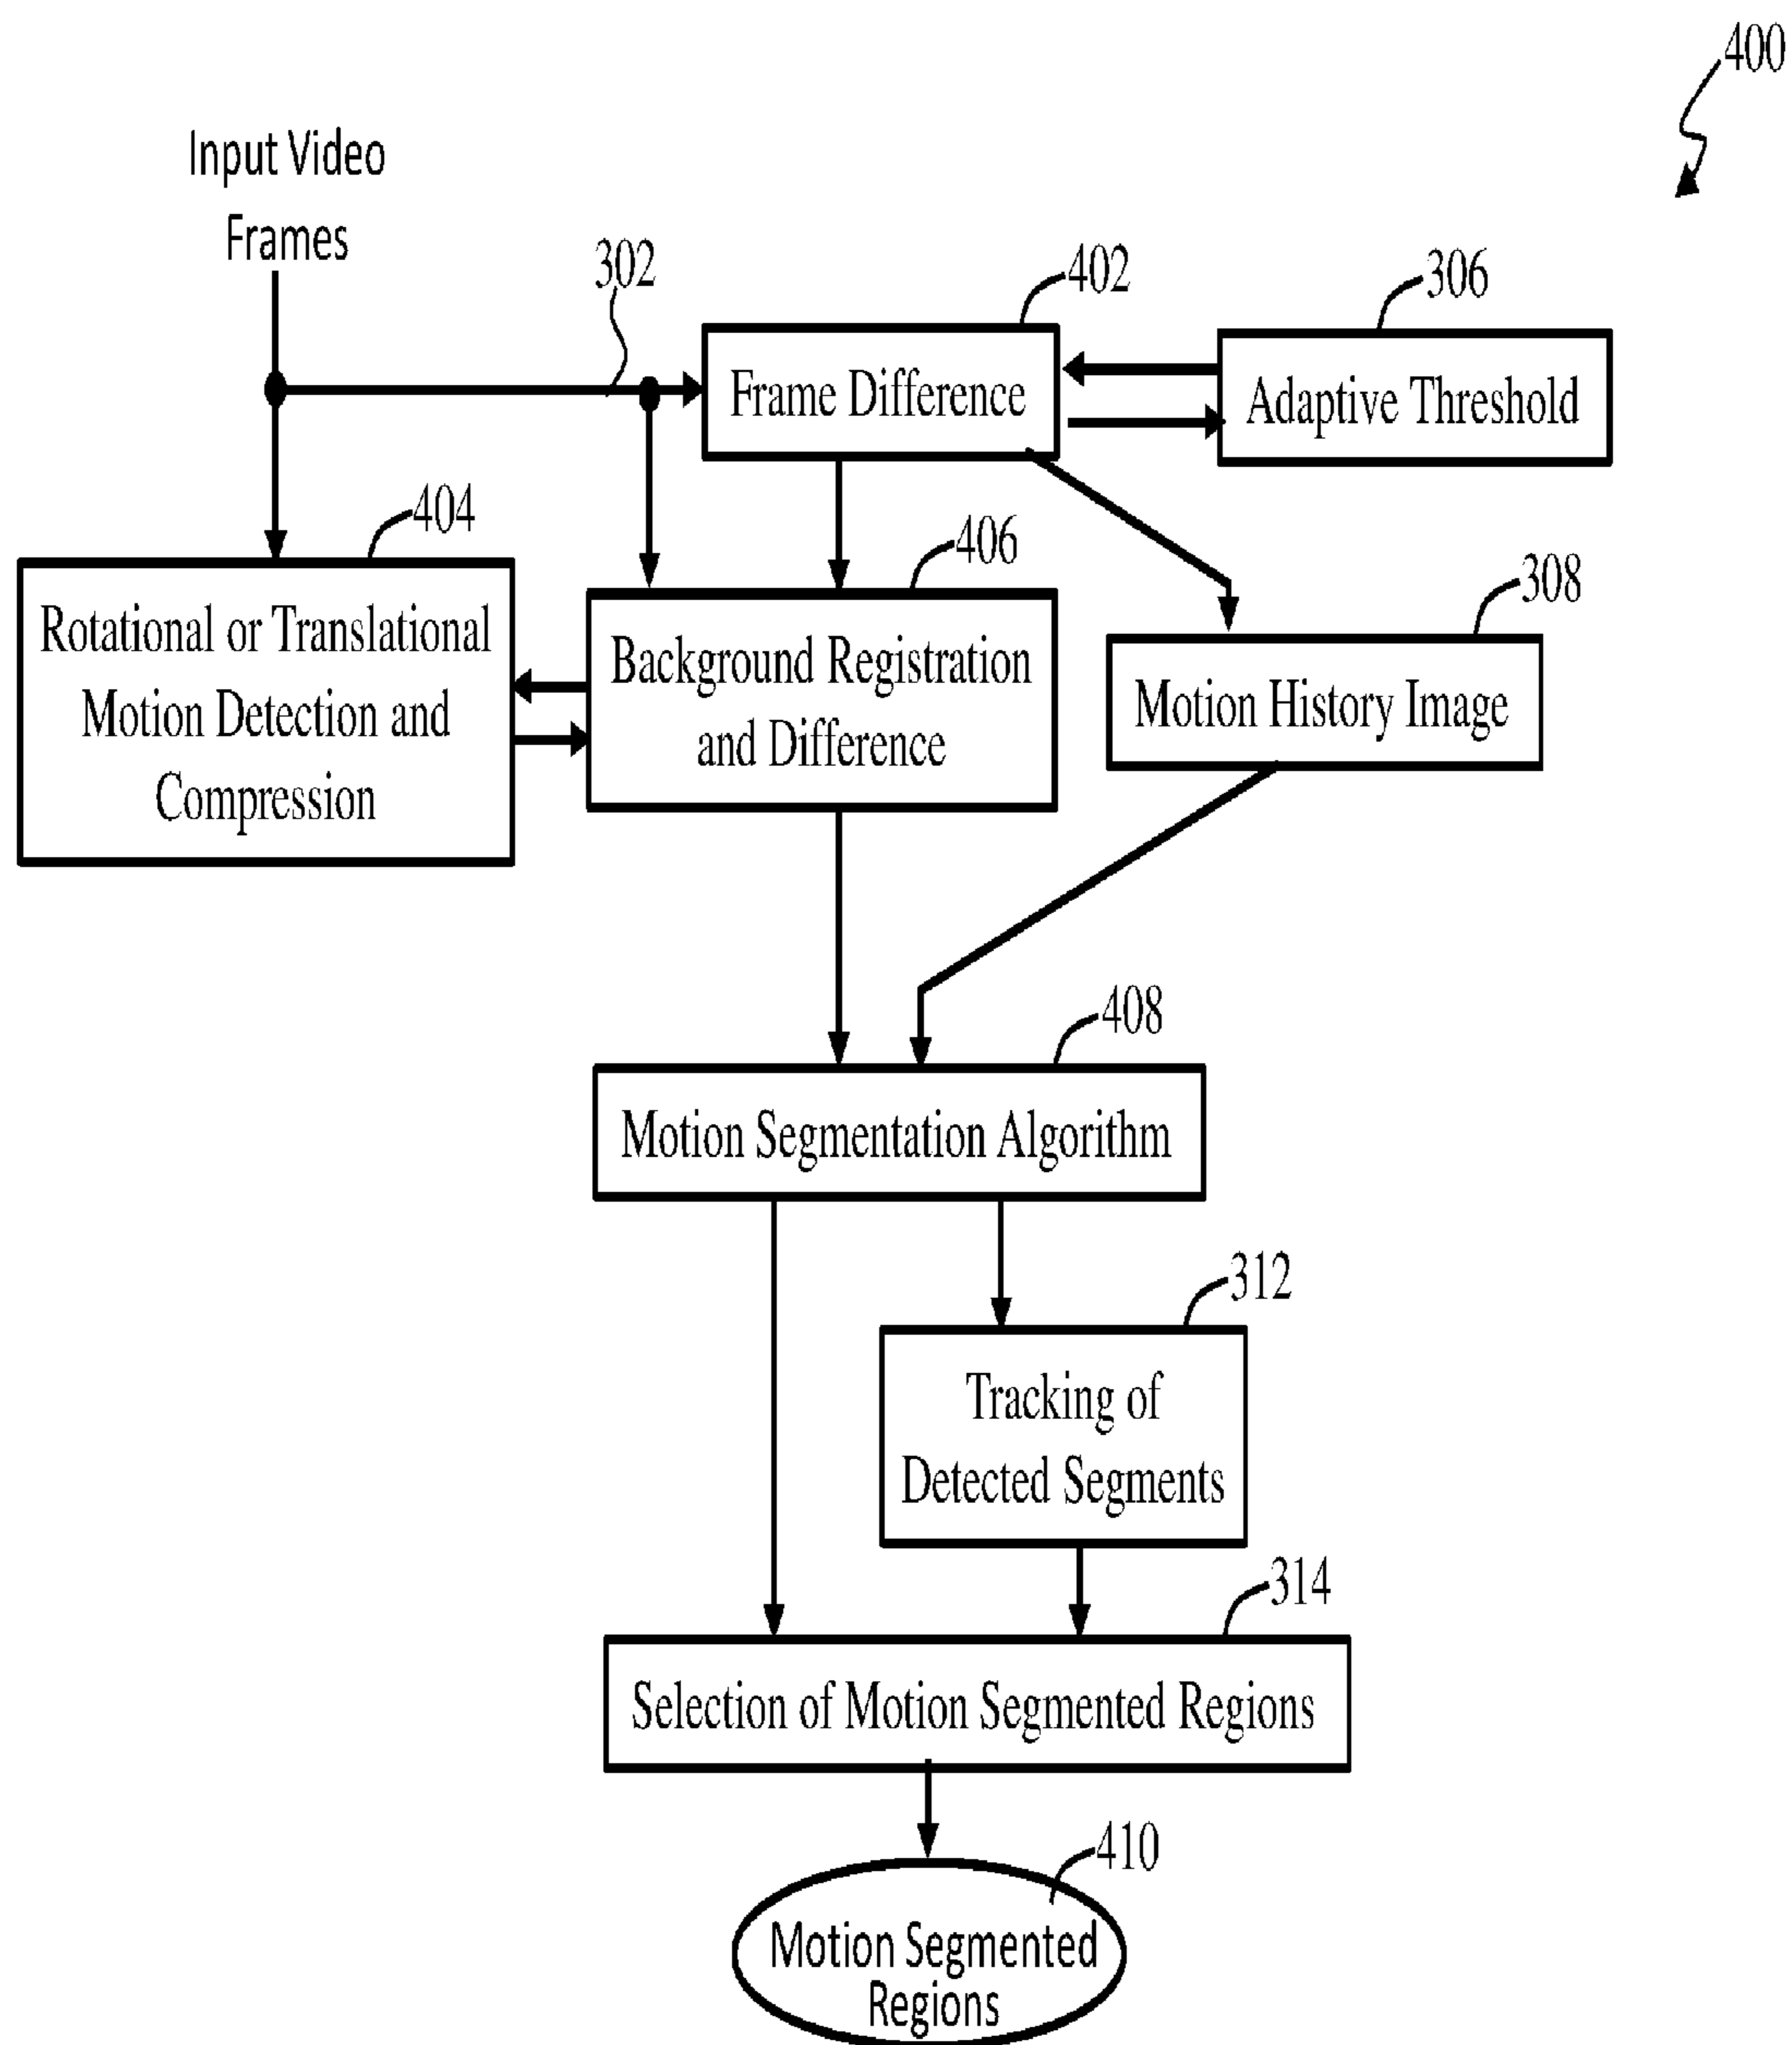 400
Input Video
Frames
302
402
306
Frame Difference
Adaptive Threshold
404
406
308
Rotational or Translational
Motion Detection and
Compression
Background Registration
and Difference
Motion History Image
408
Motion Segmentation Algorithm
312
Tracking of
Detected Segments
314
Selection of Motion Segmented Regions
410
Motion Segmented
Regions